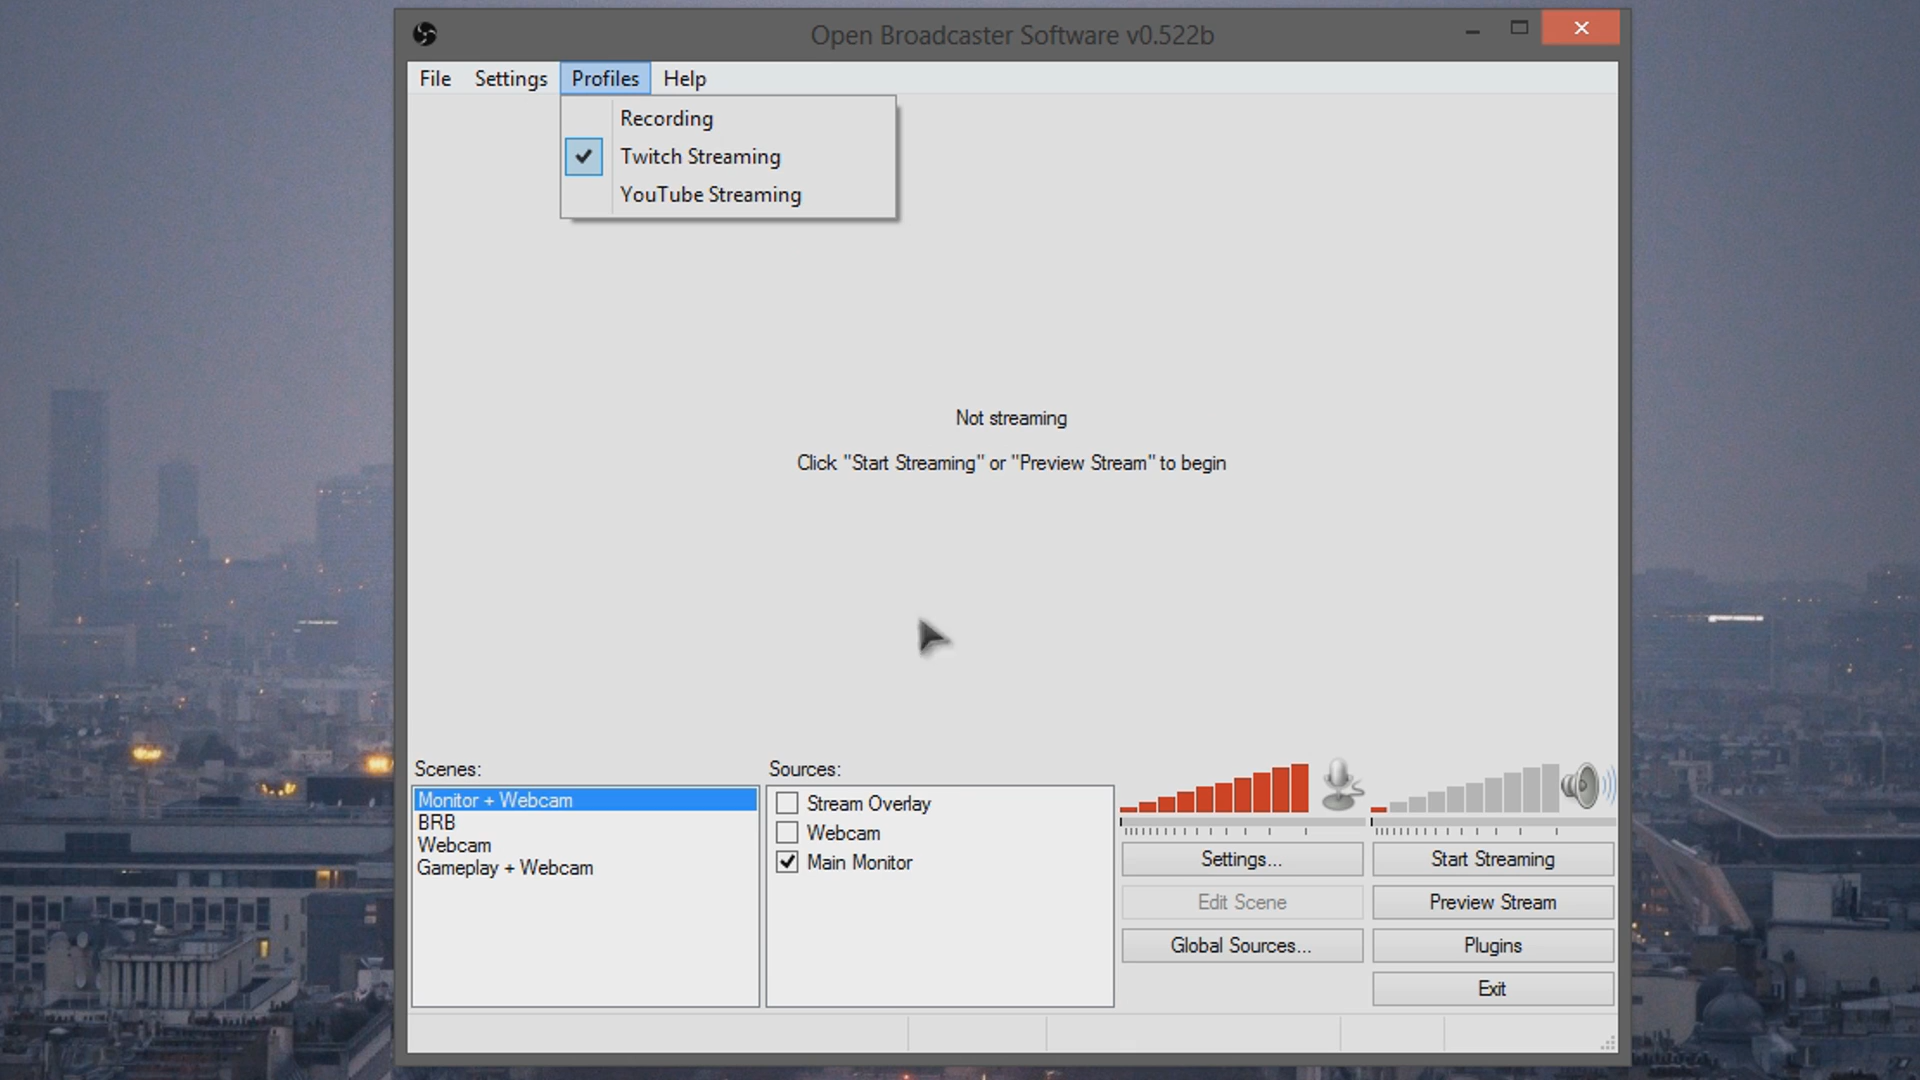 Open Broadcaster Software v0.522b
File Settings Profiles Help
Recording
Twitch Streaming
YouTube Streaming
Not streaming
Click "Start Streaming" or "Preview Stream" to begin
Scenes:
Monitor + Webcam
BRB
Webcam
Gameplay + Webcam
Sources:
Stream Overlay
Webcam
Main Monitor
Settings...
Start Streaming
Edit Scene
Preview Stream
Global Sources...
Plugins
Exit